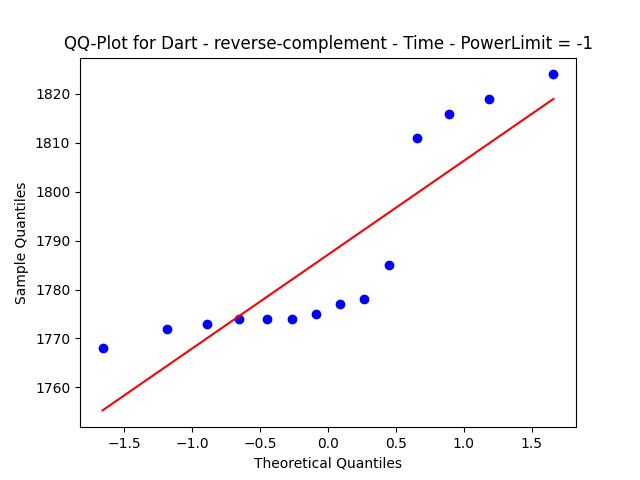 QQ-Plot for Dart - reverse-complement - Time - PowerLimit = -1
1820
1810
1800
1790
1780
1770
1760
Sample Quantiles
−1.5 −1.0 −0.5 0.0 0.5 1.0 1.5
Theoretical Quantiles